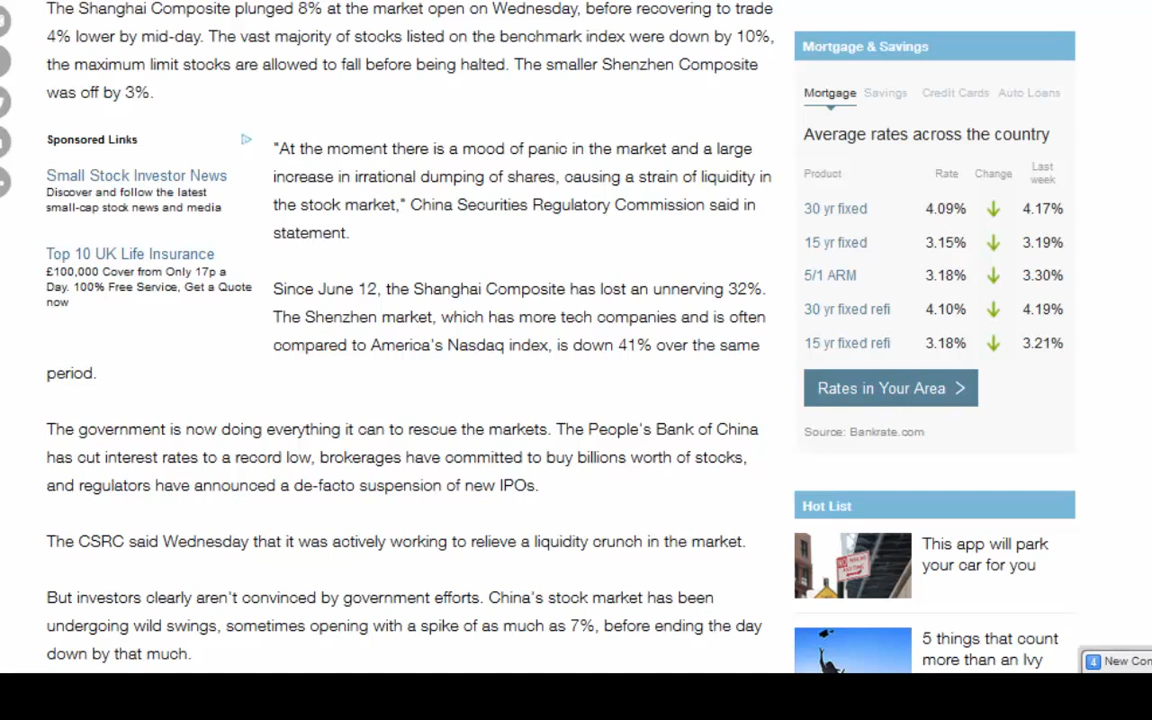 The Shanghai Composite plunged 8% at the market open on Wednesday, before recovering to trade
4% lower by mid-day. The vast majority of stocks listed on the benchmark index were down by 10%,
the maximum limit stocks are allowed to fall before being halted. The smaller Shenzhen Composite
was off by 3%.
Sponsored Links
Small Stock Investor News
Discover and follow the latest
small-cap stock news and media
Top 10 UK Life Insurance
£100,000 Cover from Only 17p a
Day. 100% Free Service, Get a Quote
now
"At the moment there is a mood of panic in the market and a large
increase in irrational dumping of shares, causing a strain of liquidity in
the stock market," China Securities Regulatory Commission said in
statement.
Since June 12, the Shanghai Composite has lost an unnerving 32%.
The Shenzhen market, which has more tech companies and is often
compared to America's Nasdaq index, is down 41% over the same
period.
The government is now doing everything it can to rescue the markets. The People's Bank of China
has cut interest rates to a record low, brokerages have committed to buy billions worth of stocks,
and regulators have announced a de-facto suspension of new IPOs.
The CSRC said Wednesday that it was actively working to relieve a liquidity crunch in the market.
But investors clearly aren't convinced by government efforts. China's stock market has been
undergoing wild swings, sometimes opening with a spike of as much as 7%, before ending the day
down by that much.
Mortgage & Savings
Mortgage Savings Credit Cards Auto Loans
Average rates across the country
Product Rate Change Last week
30 yr fixed 4.09% 4.17%
15 yr fixed 3.15% 3.19%
5/1 ARM 3.18% 3.30%
30 yr fixed refi 4.10% 4.19%
15 yr fixed refi 3.18% 3.21%
Rates in Your Area
Source: Bankrate.com
Hot List
This app will park
your car for you
5 things that count
more than an Ivy
4 New Con